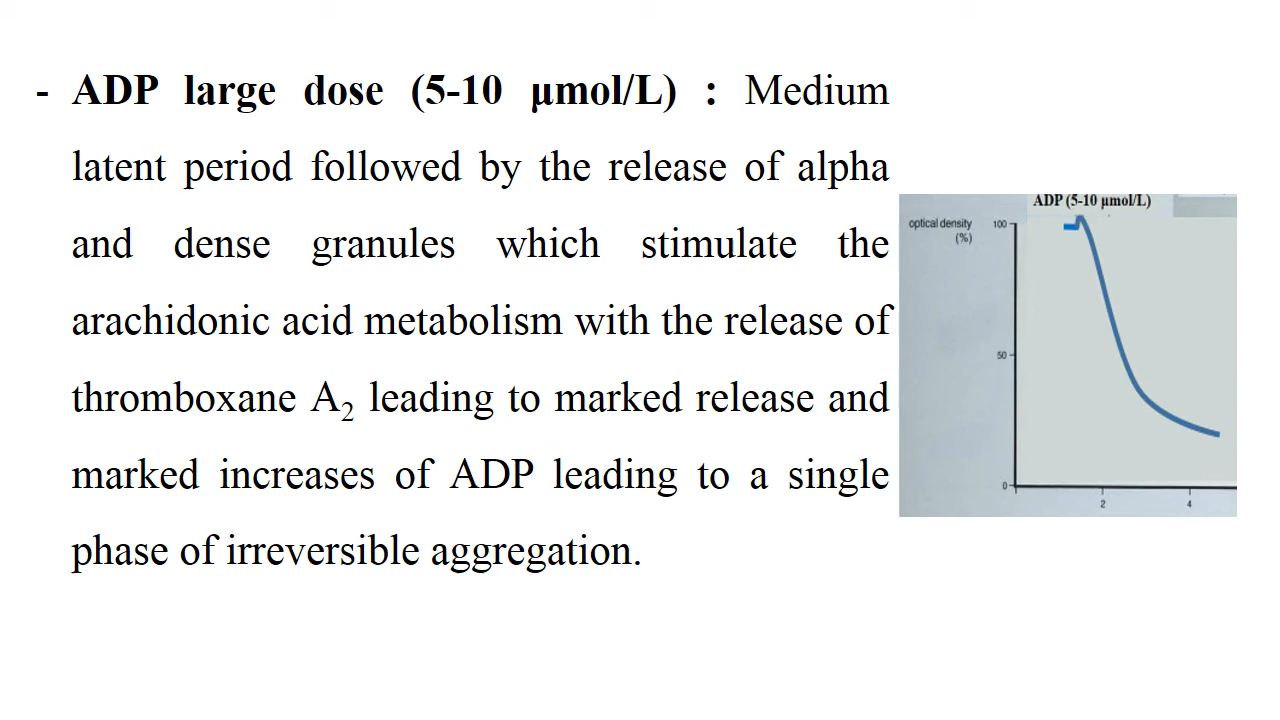 - ADP large dose (5-10 μmol/L) : Medium
latent period followed by the release of alpha
and dense granules which stimulate the
arachidonic acid metabolism with the release of
thromboxane A₂ leading to marked release and
marked increases of ADP leading to a single
phase of irreversible aggregation.
ADP (5-10 μmol/L)
optical density
(%)
100
50
0
2
4